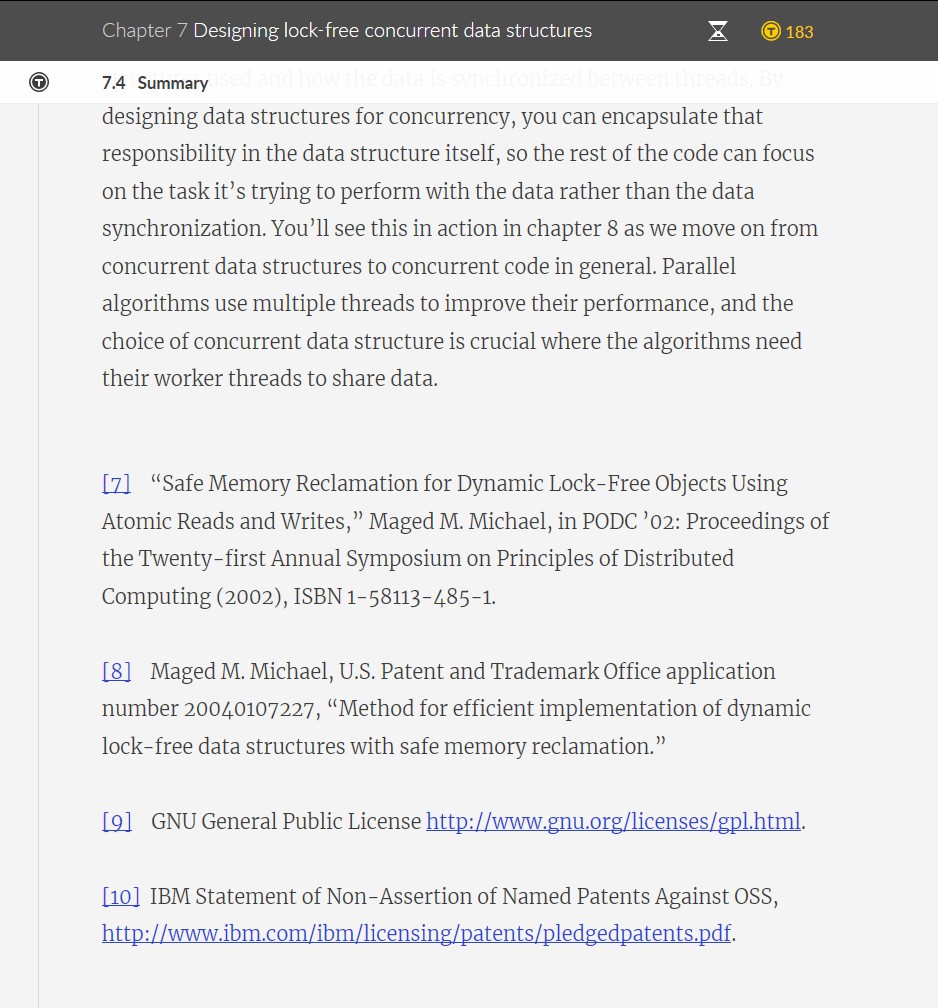 Chapter 7 Designing lock-free concurrent data structures
183
7.4 Summary
used and how the data is synchronized between threads. By
designing data structures for concurrency, you can encapsulate that
responsibility in the data structure itself, so the rest of the code can focus
on the task it’s trying to perform with the data rather than the data
synchronization. You’ll see this in action in chapter 8 as we move on from
concurrent data structures to concurrent code in general. Parallel
algorithms use multiple threads to improve their performance, and the
choice of concurrent data structure is crucial where the algorithms need
their worker threads to share data.
[7] “Safe Memory Reclamation for Dynamic Lock-Free Objects Using
Atomic Reads and Writes,” Maged M. Michael, in PODC ’02: Proceedings of
the Twenty-first Annual Symposium on Principles of Distributed
Computing (2002), ISBN 1-58113-485-1.
[8] Maged M. Michael, U.S. Patent and Trademark Office application
number 20040107227, “Method for efficient implementation of dynamic
lock-free data structures with safe memory reclamation.”
[9] GNU General Public License http://www.gnu.org/licenses/gpl.html.
[10] IBM Statement of Non-Assertion of Named Patents Against OSS,
http://www.ibm.com/ibm/licensing/patents/pledgedpatents.pdf.